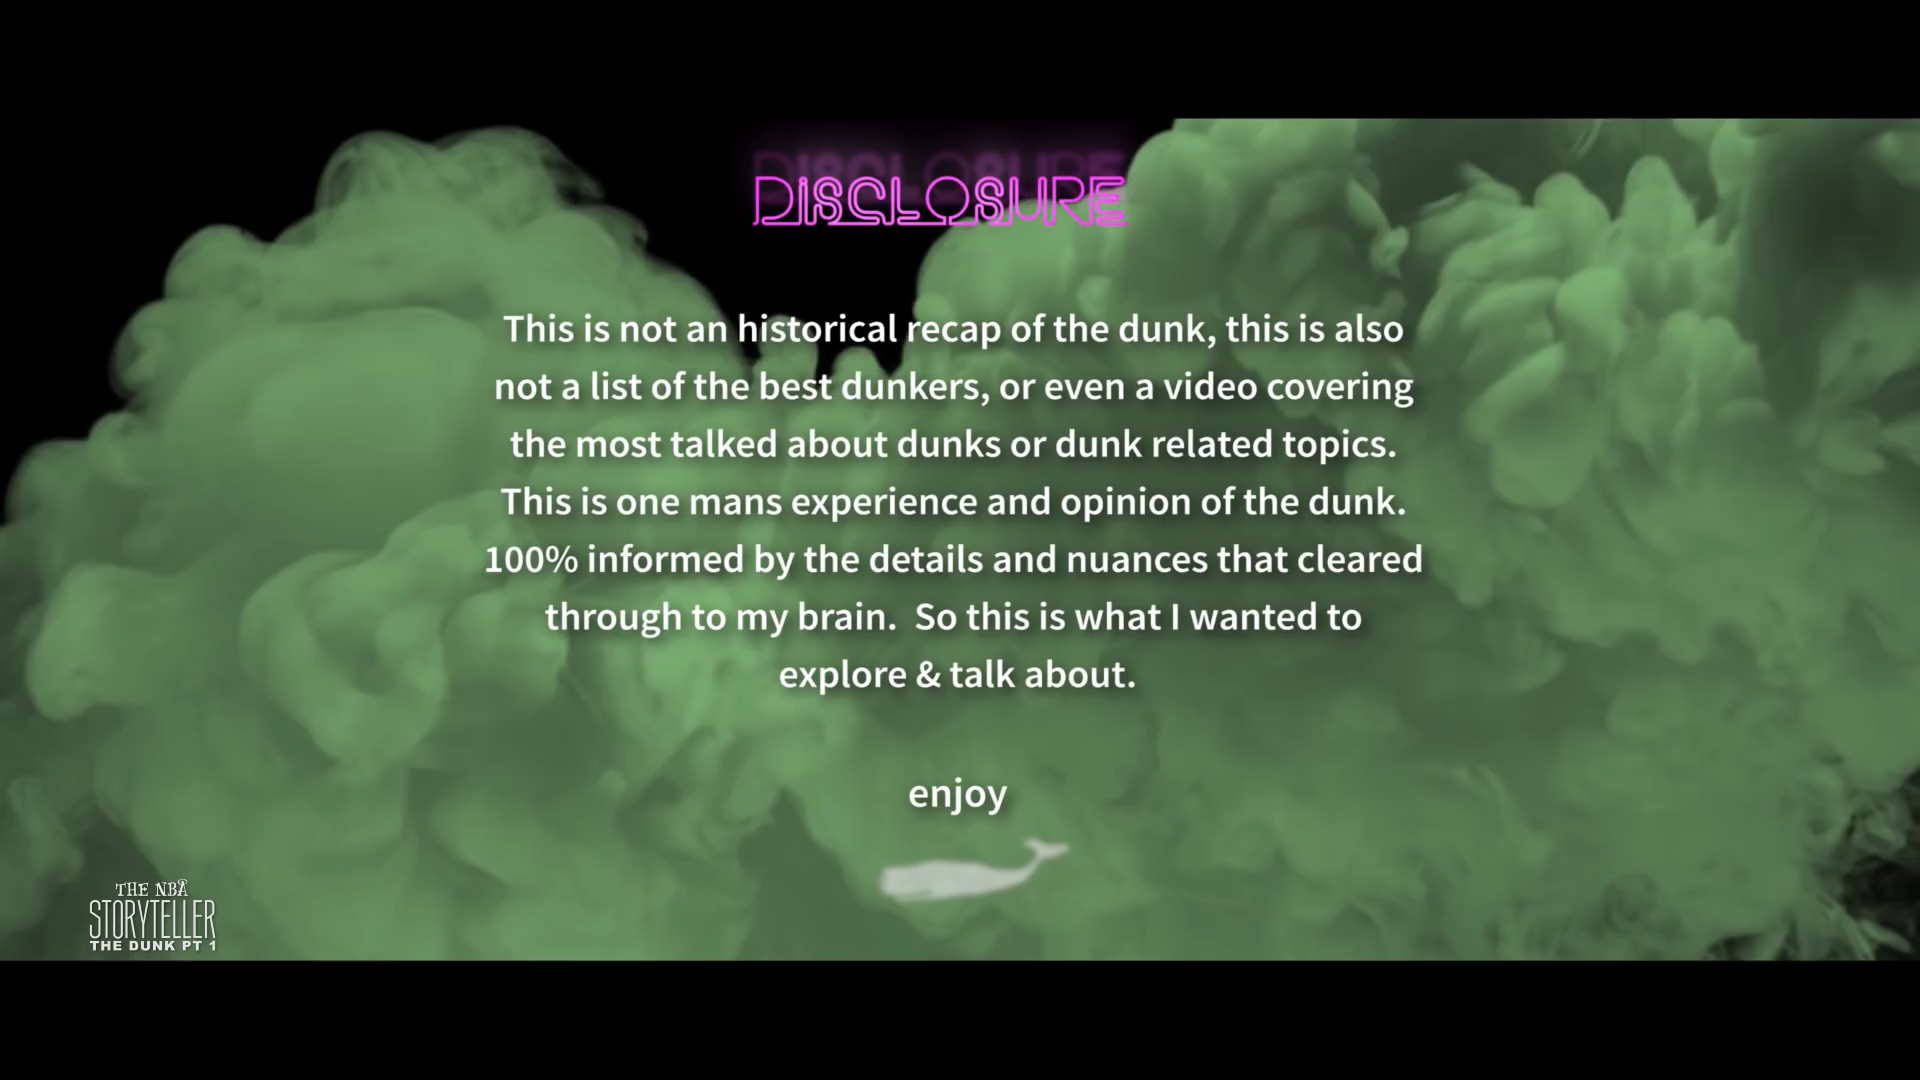 DISCLOSURE
This is not an historical recap of the dunk, this is also
not a list of the best dunkers, or even a video covering
the most talked about dunks or dunk related topics.
This is one mans experience and opinion of the dunk.
100% informed by the details and nuances that cleared
through to my brain.  So this is what I wanted to
explore & talk about.
enjoy
THE NBA
STORYTELLER
THE DUNK PT 1